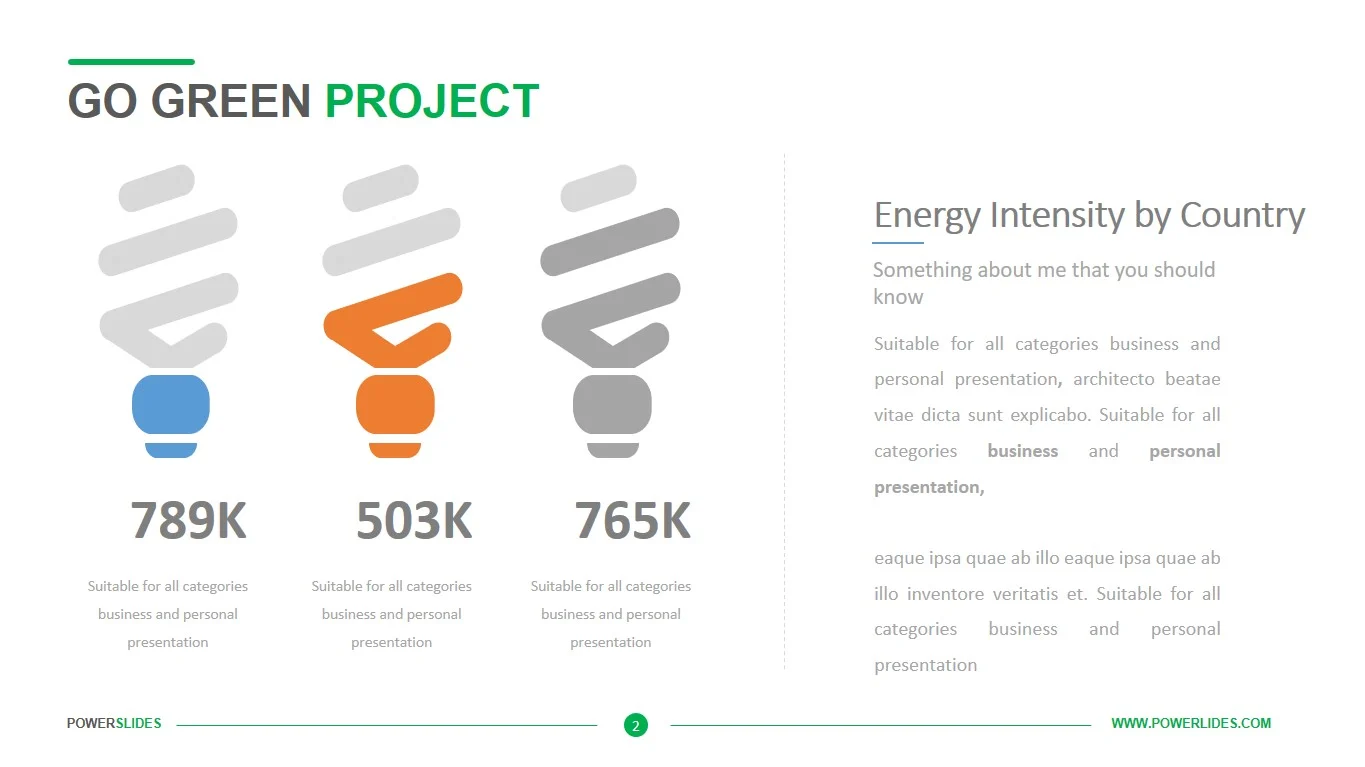 GO GREEN PROJECT
789K
Suitable for all categories
business and personal
presentation
503K
Suitable for all categories
business and personal
presentation
765K
Suitable for all categories
business and personal
presentation
Energy Intensity by Country
Something about me that you should
know
Suitable for all categories business and
personal presentation, architecto beatae
vitae dicta sunt explicabo. Suitable for all
categories business and personal
presentation,
eaque ipsa quae ab illo eaque ipsa quae ab
illo inventore veritatis et. Suitable for all
categories business and personal
presentation
POWERSLIDES
2
WWW.POWERLIDES.COM